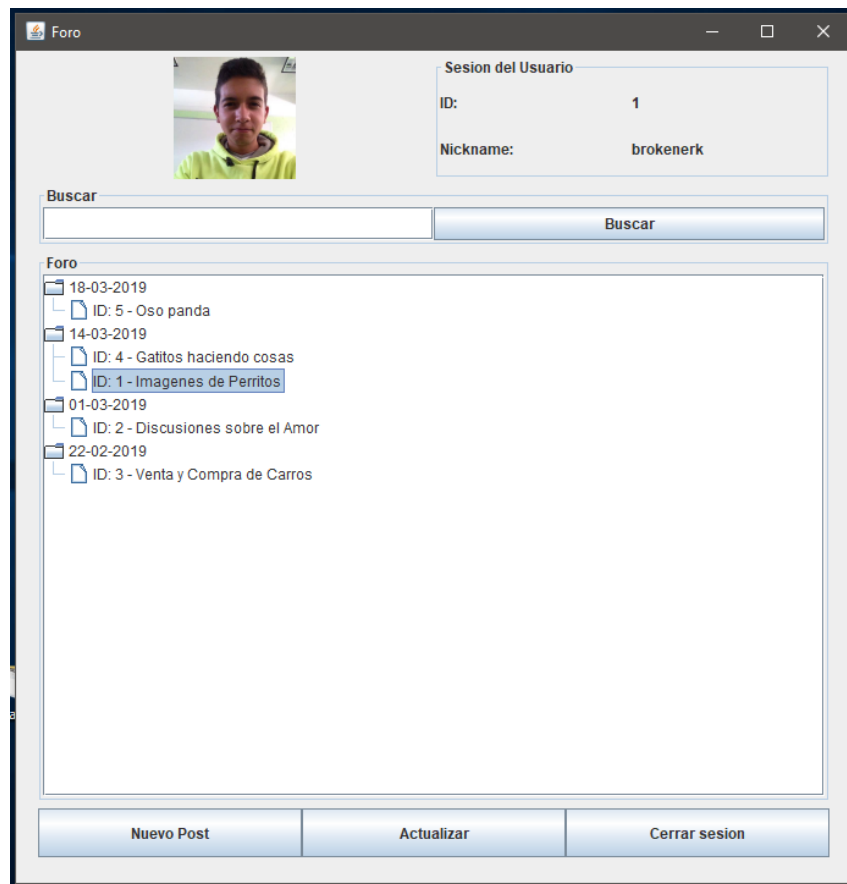 Foro
Sesion del Usuario
ID: 1
Nickname: brokenerk
Buscar
Buscar
Foro
18-03-2019
ID: 5 - Oso panda
14-03-2019
ID: 4 - Gatitos haciendo cosas
ID: 1 - Imagenes de Perritos
01-03-2019
ID: 2 - Discusiones sobre el Amor
22-02-2019
ID: 3 - Venta y Compra de Carros
Nuevo Post Actualizar Cerrar sesion